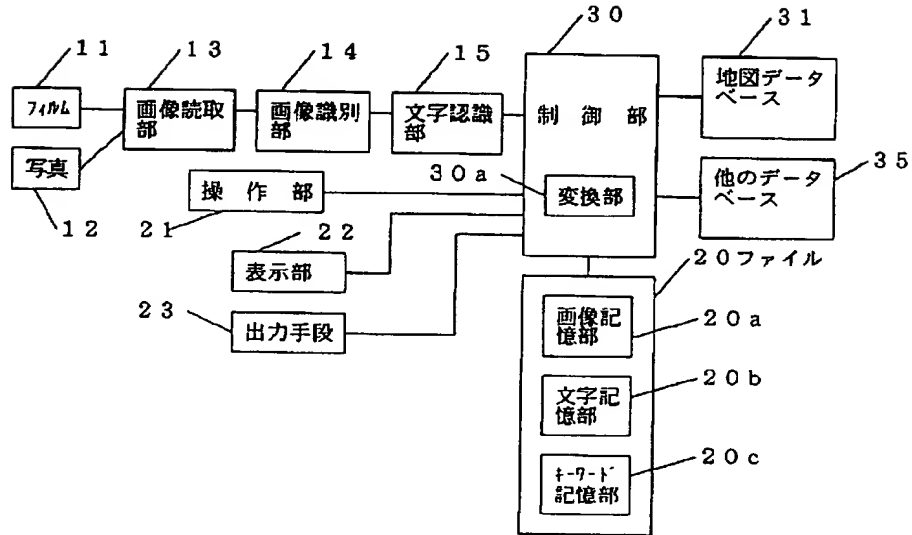 30
31
11
13
14
15
地図データ
ベース
フィルム
画像読取
部
画像識別
部
文字認識
部
制御部
写真
30a
変換部
他のデータ
ベース
35
操作部
12
21
22
表示部
20ファイル
23
出力手段
画像記
憶部
20a
文字記
憶部
20b
キーワード
記憶部
20c